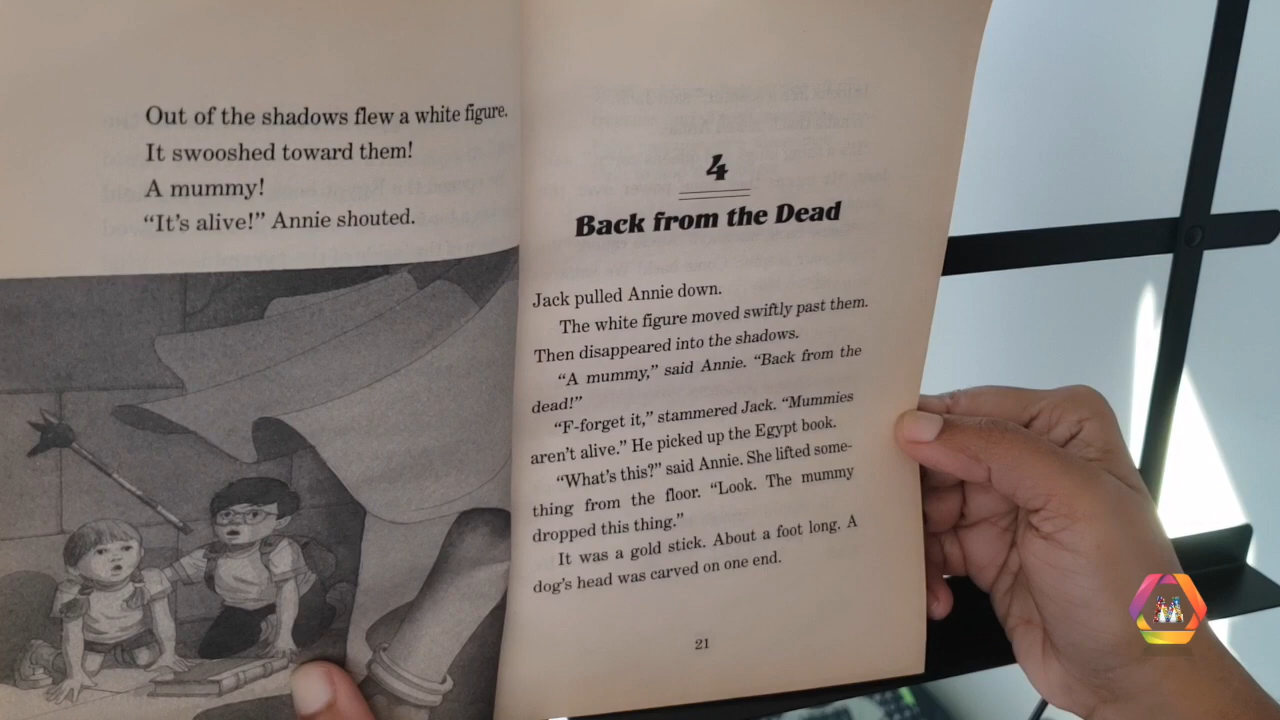 Out of the shadows flew a white figure.
It swooshed toward them!
A mummy!
“It’s alive!” Annie shouted.
4
Back from the Dead
Jack pulled Annie down.
The white figure moved swiftly past them.
Then disappeared into the shadows.
“A mummy,” said Annie. “Back from the
dead!”
“F-forget it,” stammered Jack. “Mummies
aren’t alive.” He picked up the Egypt book.
“What’s this?” said Annie. She lifted some-
thing from the floor. “Look. The mummy
dropped this thing.”
It was a gold stick. About a foot long. A
dog’s head was carved on one end.
21
M